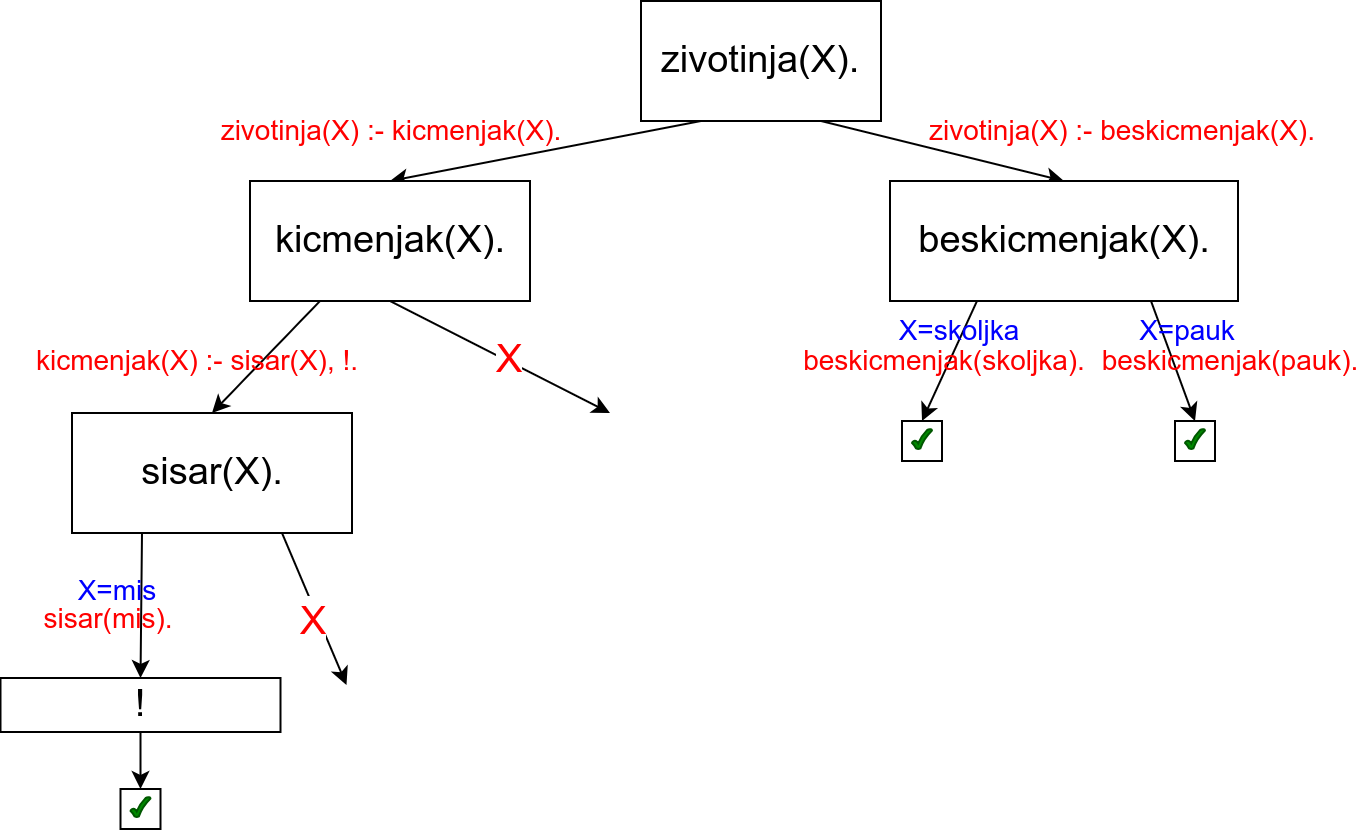 zivotinja(X).
zivotinja(X) :- kicmenjak(X).
zivotinja(X) :- beskicmenjak(X).
kicmenjak(X).
beskicmenjak(X).
X=skoljka
X=pauk
kicmenjak(X) :- sisar(X), !.
X
beskicmenjak(skoljka).
beskicmenjak(pauk).
sisar(X).
X=mis
sisar(mis).
X
!